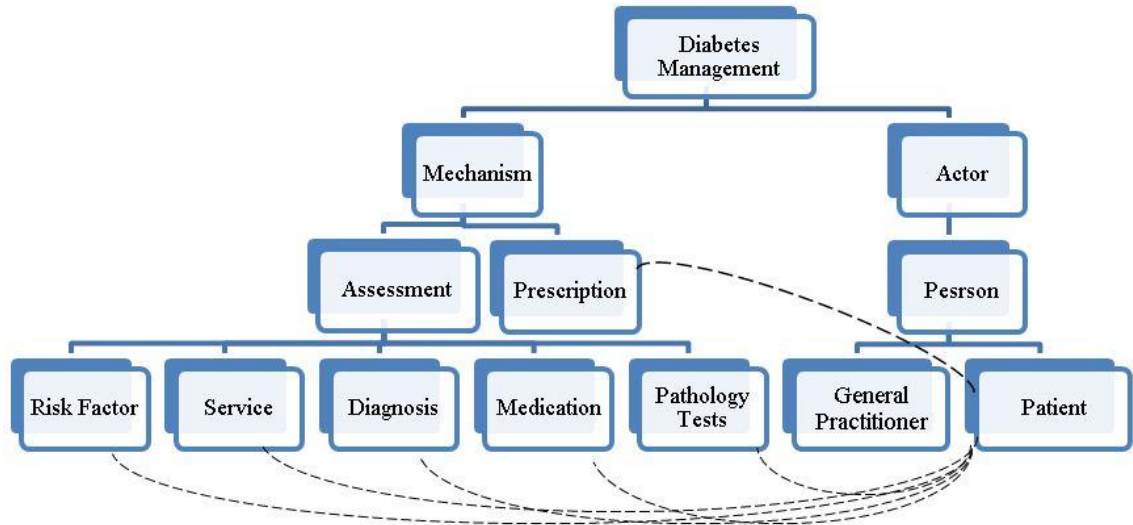 Diabetes
Management
Mechanism
Actor
Assessment
Prescription
Pesrson
Risk Factor
Service
Diagnosis
Medication
Pathology
Tests
General
Practitioner
Patient